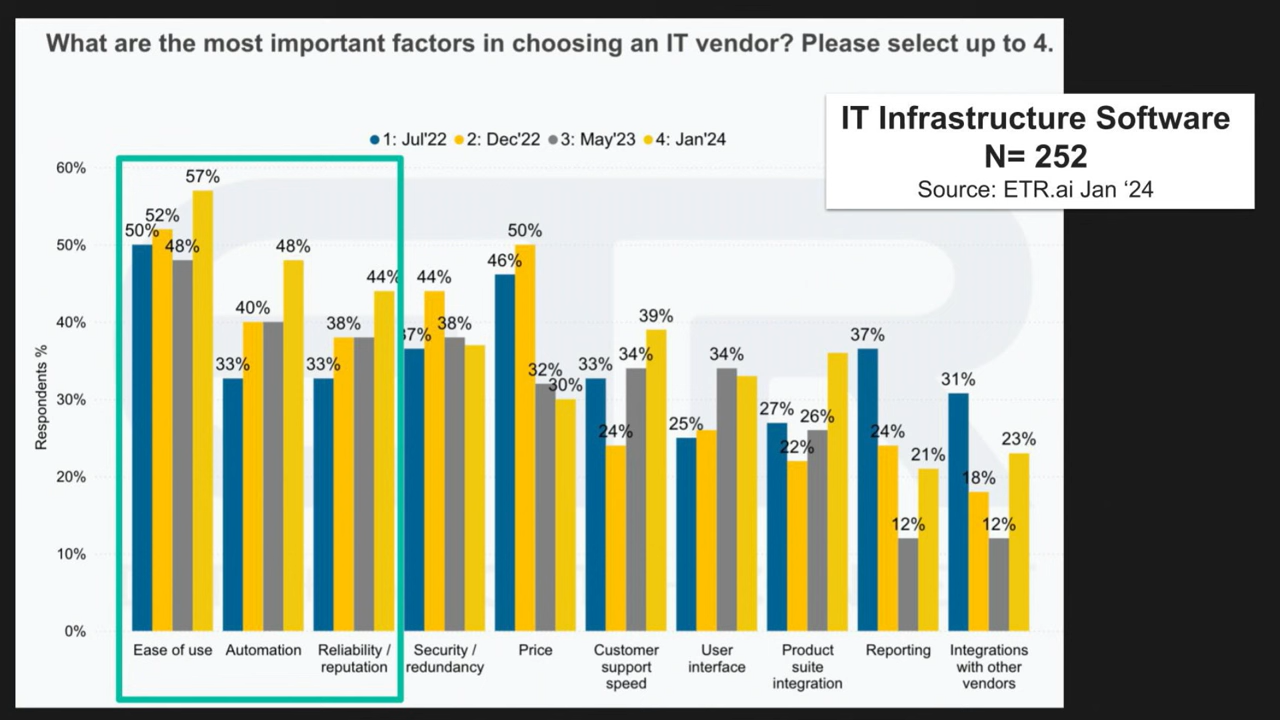 What are the most important factors in choosing an IT vendor? Please select up to 4.
IT Infrastructure Software
N= 252
Source: ETR.ai Jan ‘24
1: Jul'22 2: Dec'22 3: May'23 4: Jan'24
Respondents %
60%
50%
40%
30%
20%
10%
0%
50% 52% 48% 57%
33% 40% 48%
33% 38% 44%
37% 44% 38%
46% 50% 32% 30%
33% 24% 34% 39%
25% 34%
27% 22% 26%
37% 24% 12% 21%
31% 18% 12% 23%
Ease of use
Automation
Reliability /
reputation
Security /
redundancy
Price
Customer
support
speed
User
interface
Product
suite
integration
Reporting
Integrations
with other
vendors